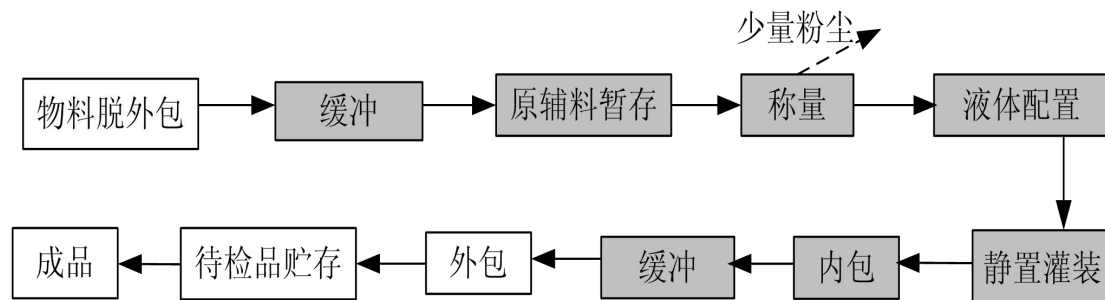 少量粉尘
物料脱外包
缓冲
原辅料暂存
称量
液体配置
成品
待检品贮存
外包
缓冲
内包
静置灌装